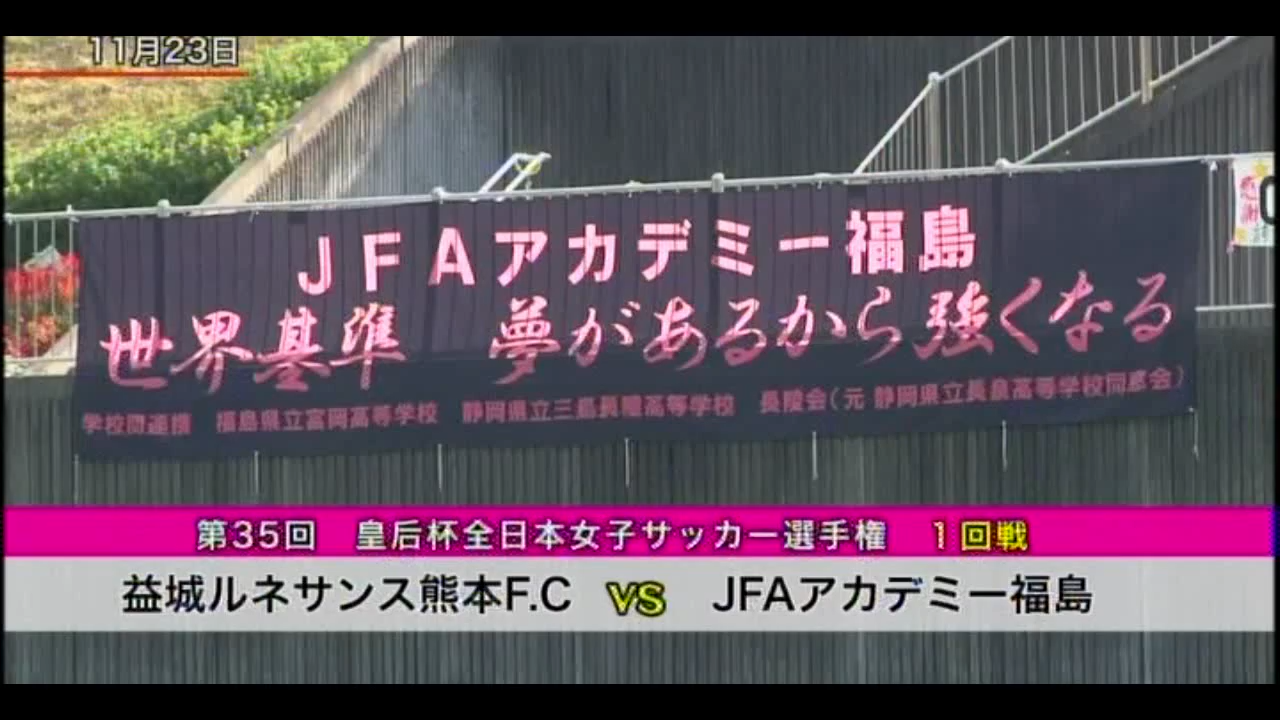 11月23日
JFAアカデミー福島
世界基準 夢があるから強くなる
学校間連携 福島県立富岡高等学校 静岡県立三島長陵高等学校 長陵会(元 静岡県立長泉高等学校同窓会)
感謝
第35回 皇后杯全日本女子サッカー選手権 1回戦
益城ルネサンス熊本F.C VS JFAアカデミー福島